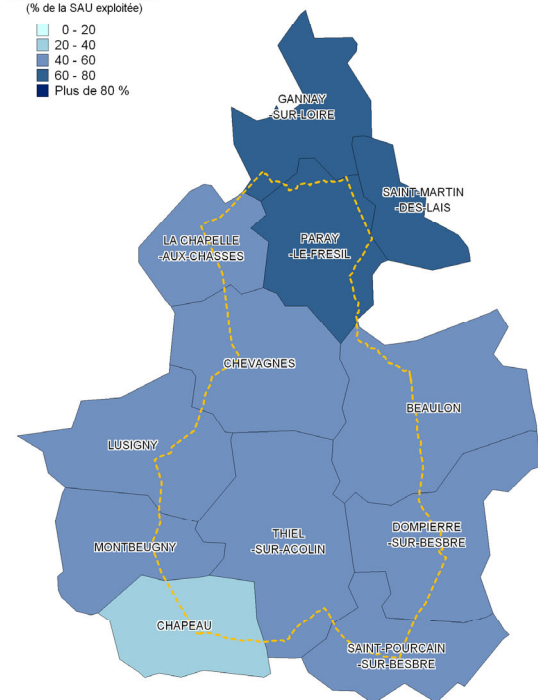 (% de la SAU exploitée)
0 - 20
20 - 40
40 - 60
60 - 80
Plus de 80 %
GANNAY
-SUR-LOIRE
SAINT-MARTIN
-DES-LAIS
LA CHAPELLE
-AUX-CHASSES
PARAY
-LE-FRESIL
CHEVAGNES
BEAULON
LUSIGNY
DOMPIERRE
-SUR-BESBRE
THIEL
-SUR-ACOLIN
MONTBEUGNY
CHAPEAU
SAINT-POURCAIN
-SUR-BESBRE